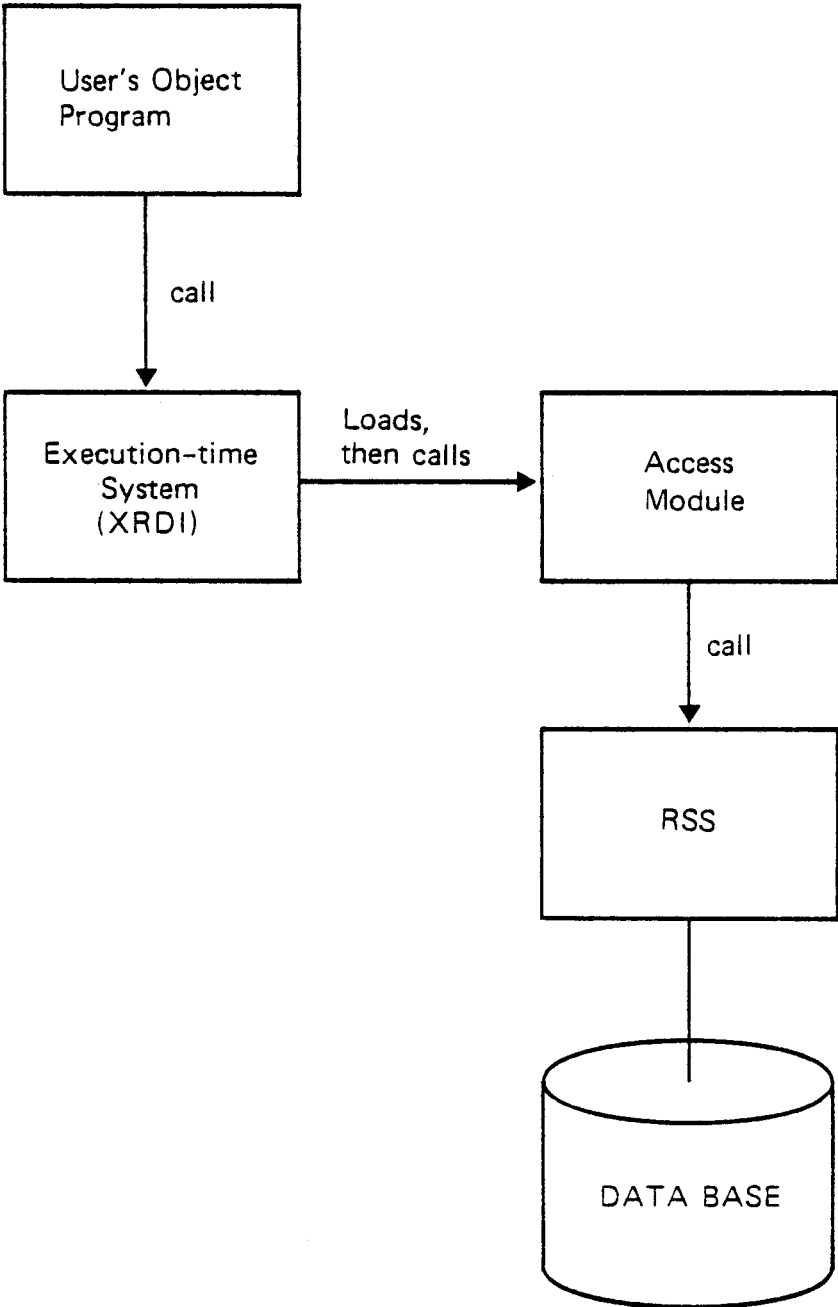 User's Object
Program
call
Execution-time
System
(XRDI)
Loads,
then calls
Access
Module
call
RSS
DATA BASE